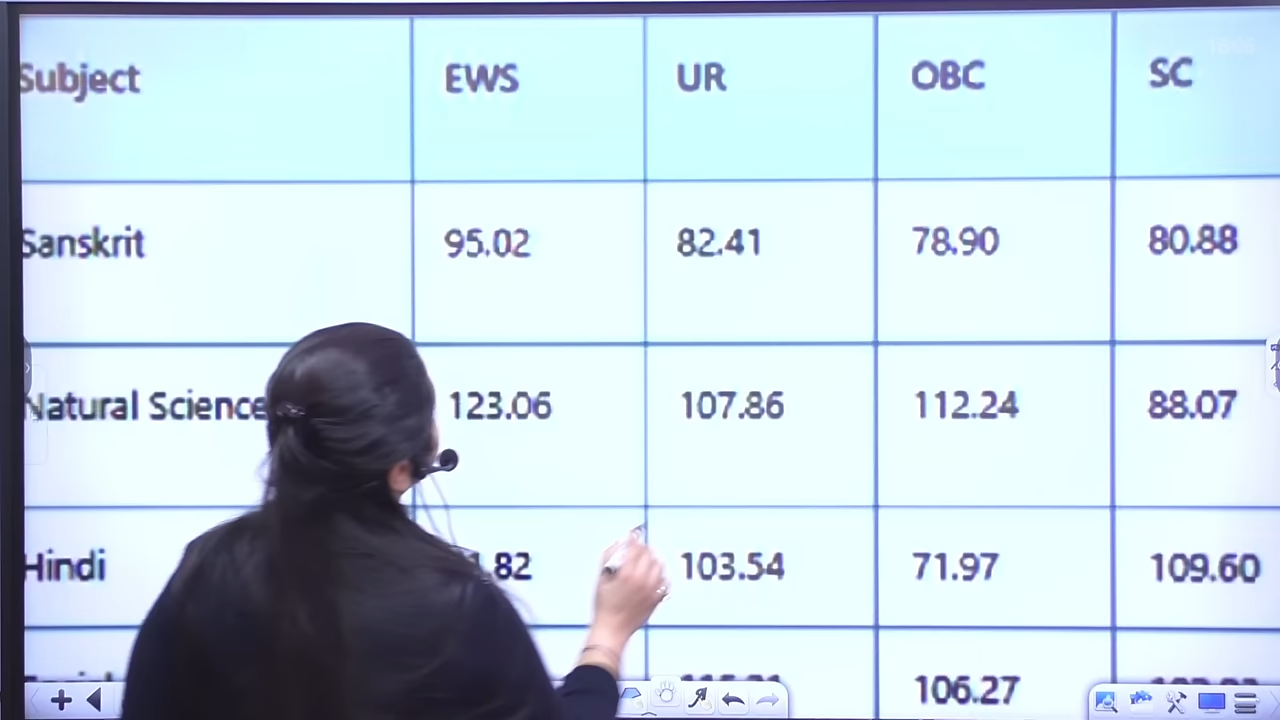 Subject EWS UR OBC SC
Sanskrit 95.02 82.41 78.90 80.88
Natural Science 123.06 107.86 112.24 88.07
Hindi .82 103.54 71.97 109.60
106.27